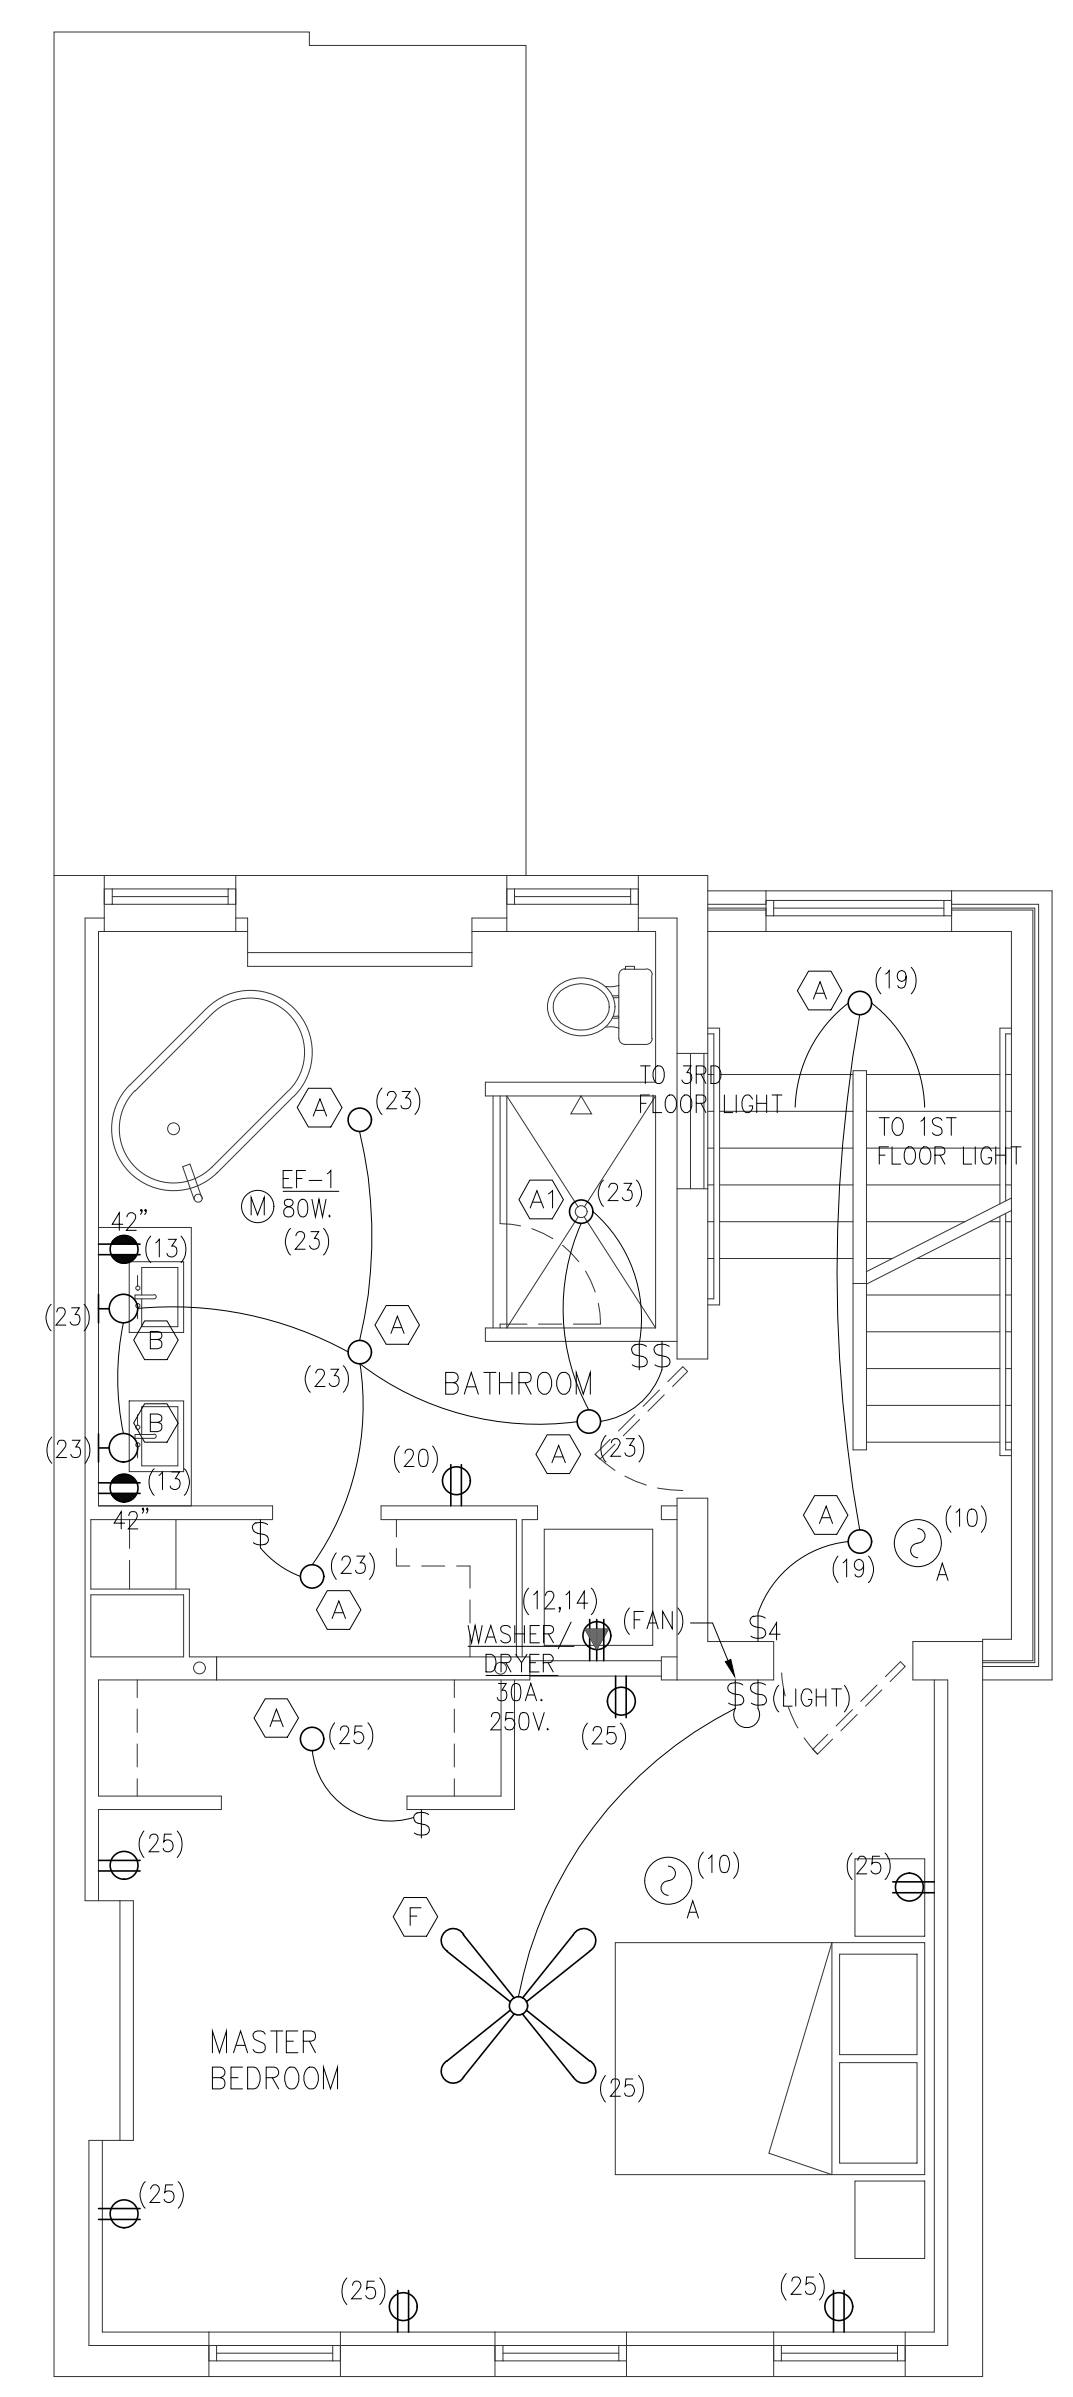 A
(19)
TO 3RD
FLOOR LIGHT
TO 1ST
FLOOR LIGHT
A
(23)
EF-1
M
80W.
(23)
A1
(23)
42"
(13)
(23)
B
A
(23)
BATHROOM
$$
B
(23)
A
(23)
(20)
(13)
42"
$
(23)
A
A
(19)
(10)
A
(12,14)
WASHER/
DRYER
30A.
250V.
(FAN)
$4
$$(LIGHT)
(25)
A
(25)
$
(25)
(10)
A
(25)
F
MASTER
BEDROOM
(25)
(25)
(25)
(25)